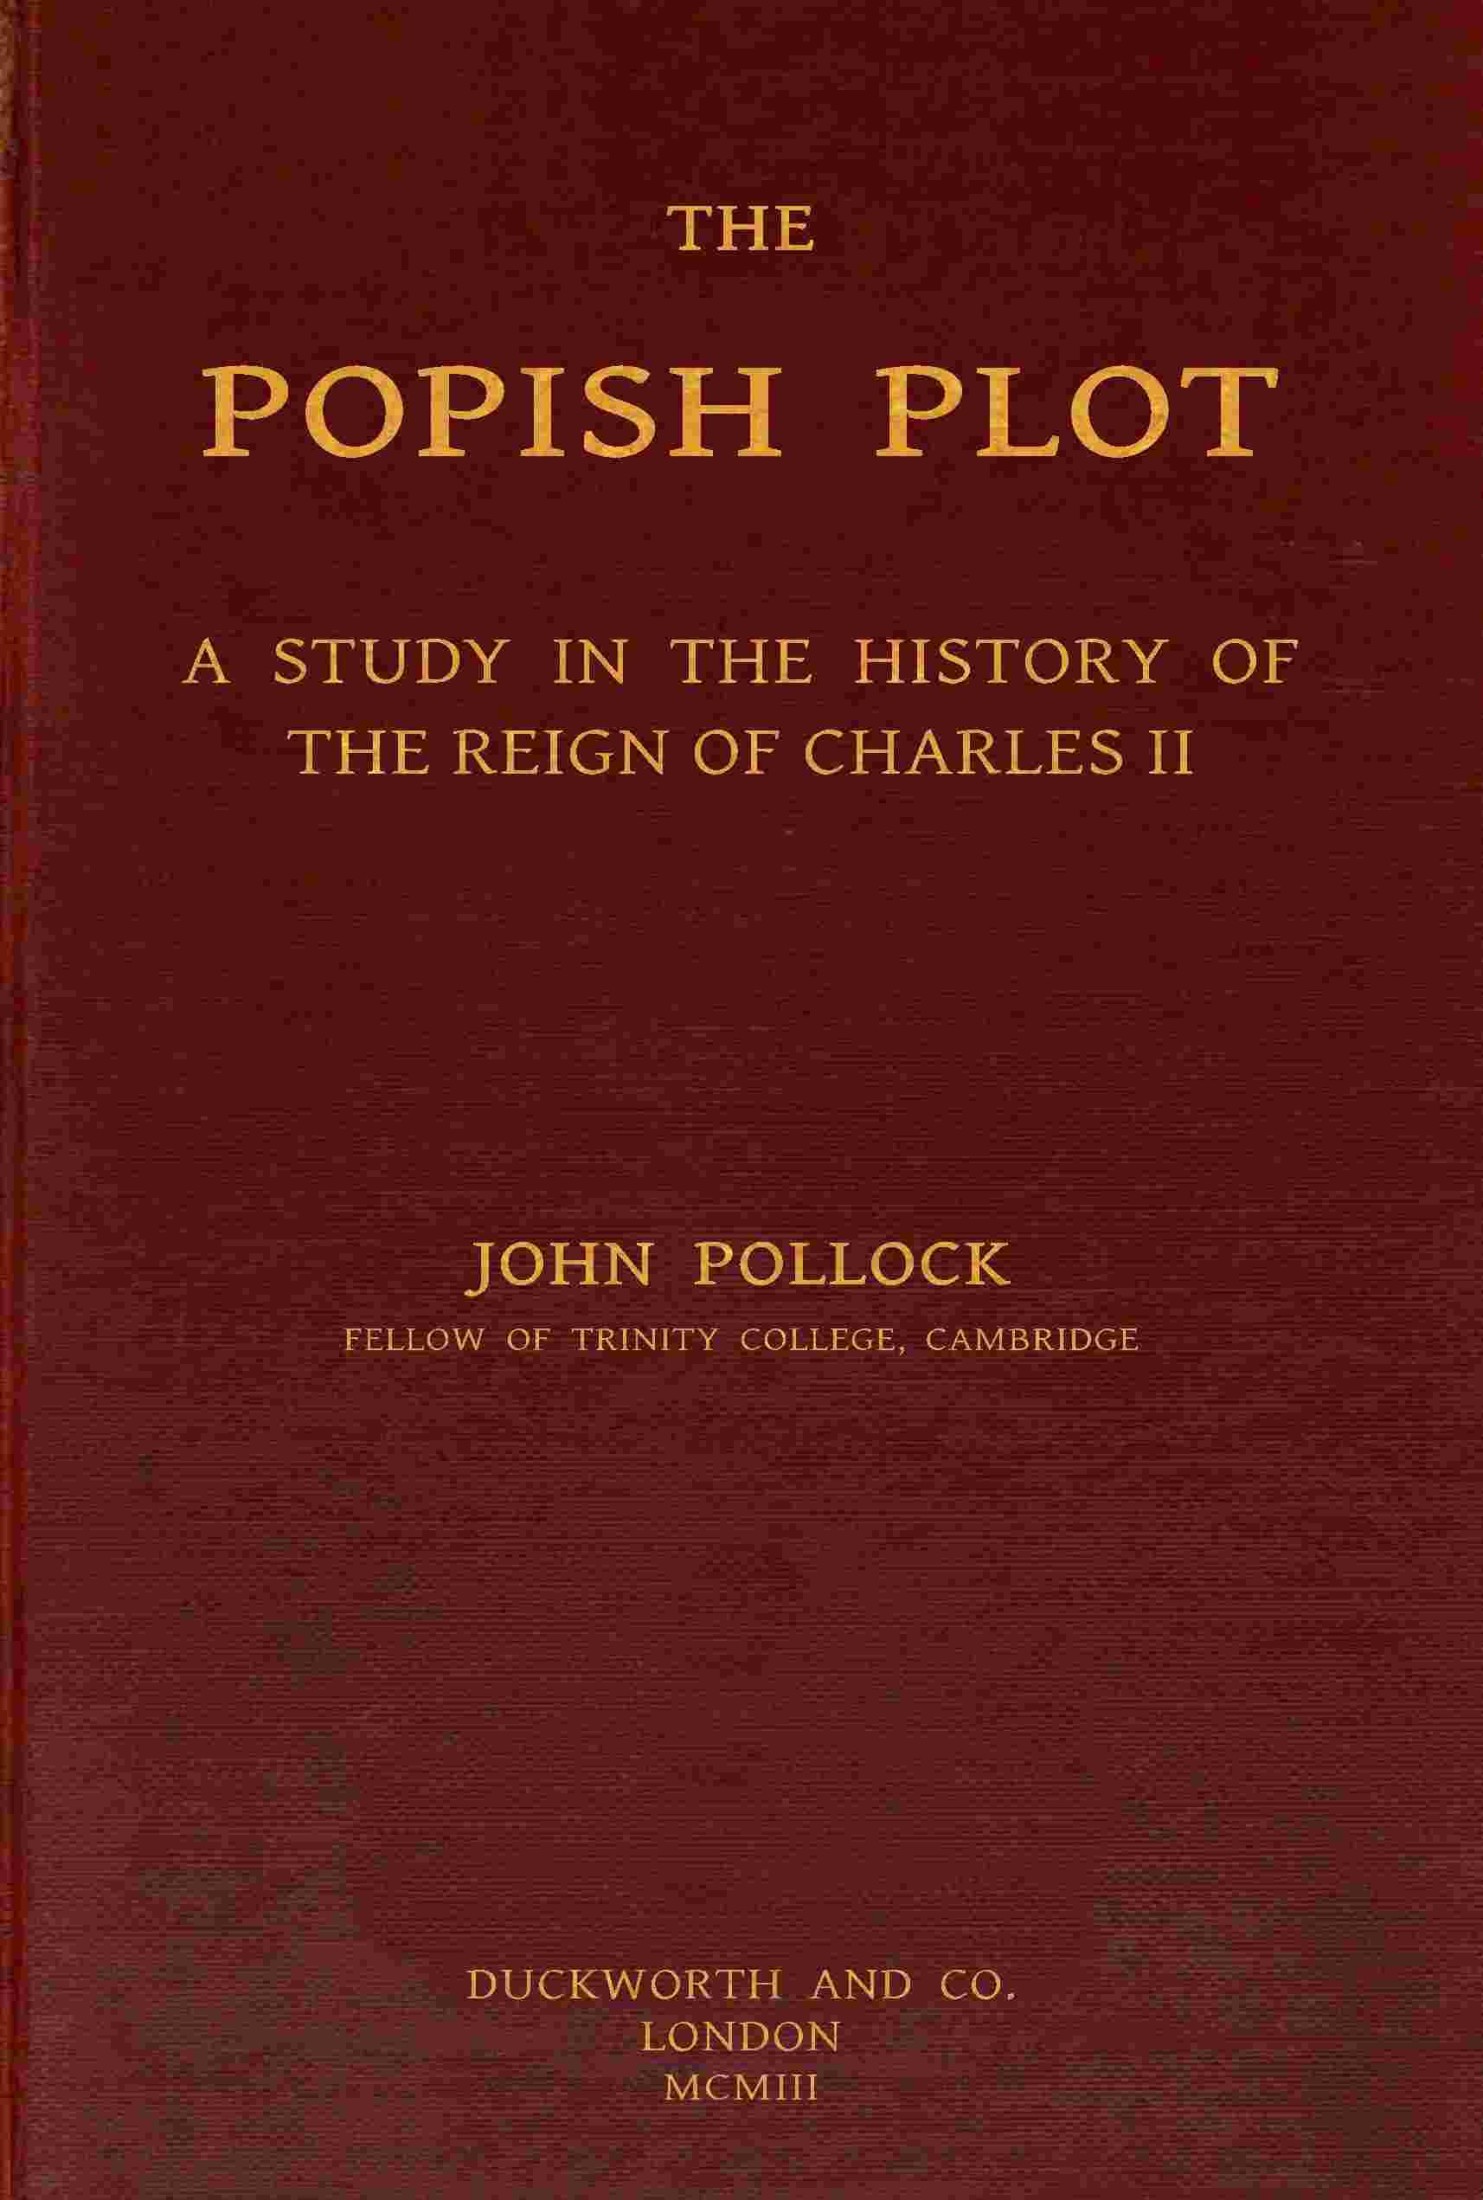 THE
POPISH PLOT
A STUDY IN THE HISTORY OF
THE REIGN OF CHARLES II
JOHN POLLOCK
FELLOW OF TRINITY COLLEGE, CAMBRIDGE
DUCKWORTH AND CO.
LONDON
MCMIII